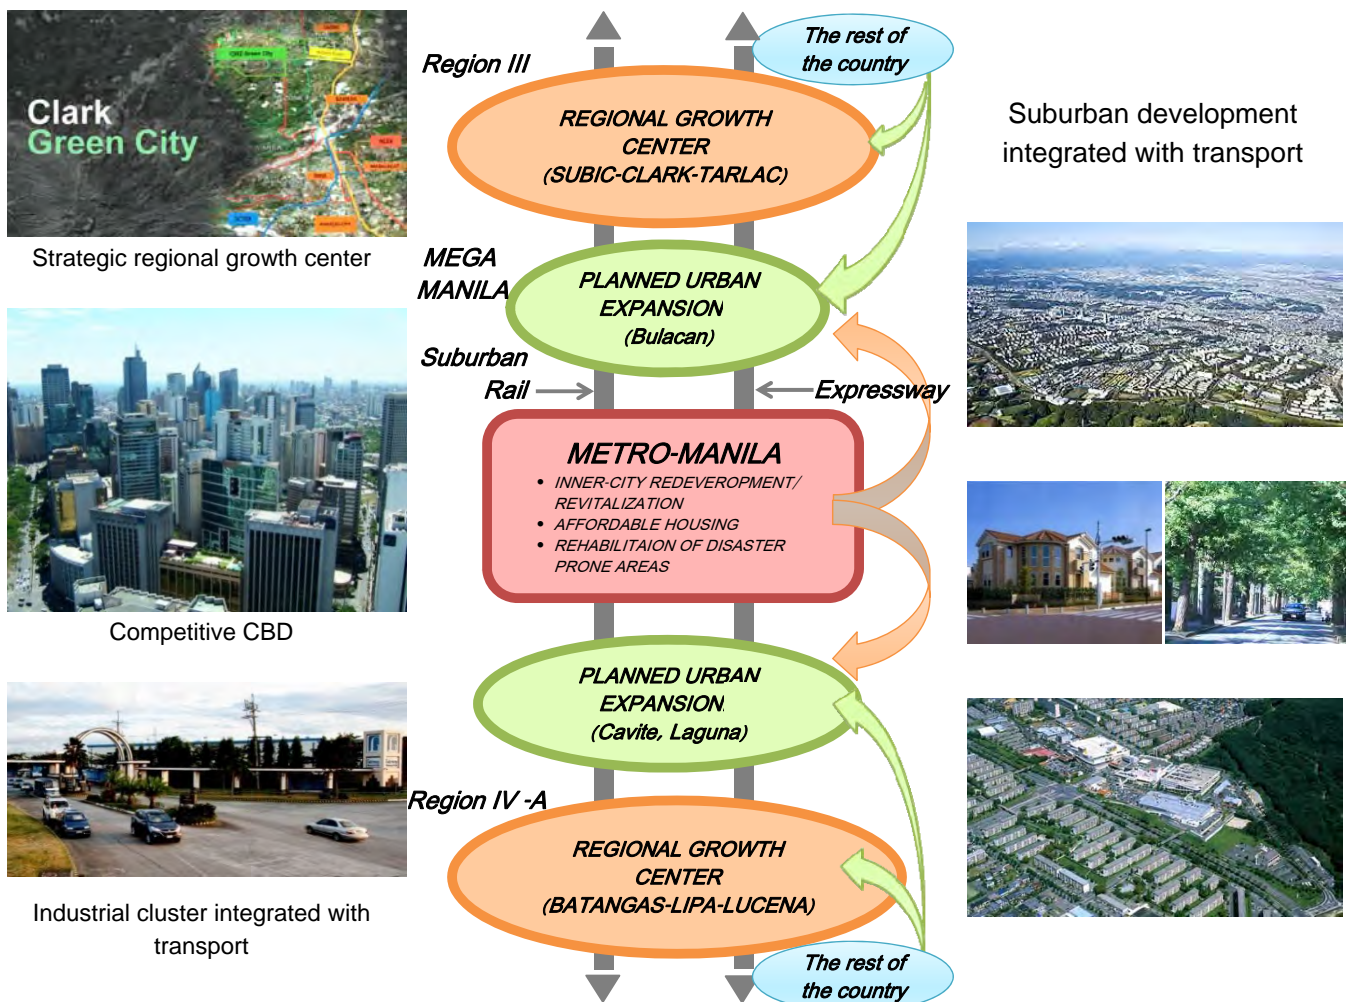 Clark
Green City
Strategic regional growth center
Competitive CBD
Industrial cluster integrated with
transport
Region III
The rest of
the country
REGIONAL GROWTH
CENTER
(SUBIC-CLARK-TARLAC)
MEGA
MANILA
PLANNED URBAN
EXPANSION
(Bulacan)
Suburban
Rail
Expressway
METRO-MANILA
• INNER-CITY REDEVEROPMENT/
REVITALIZATION
• AFFORDABLE HOUSING
• REHABILITAION OF DISASTER
PRONE AREAS
PLANNED URBAN
EXPANSION
(Cavite, Laguna)
Region IV -A
REGIONAL GROWTH
CENTER
(BATANGAS-LIPA-LUCENA)
The rest of
the country
Suburban development
integrated with transport